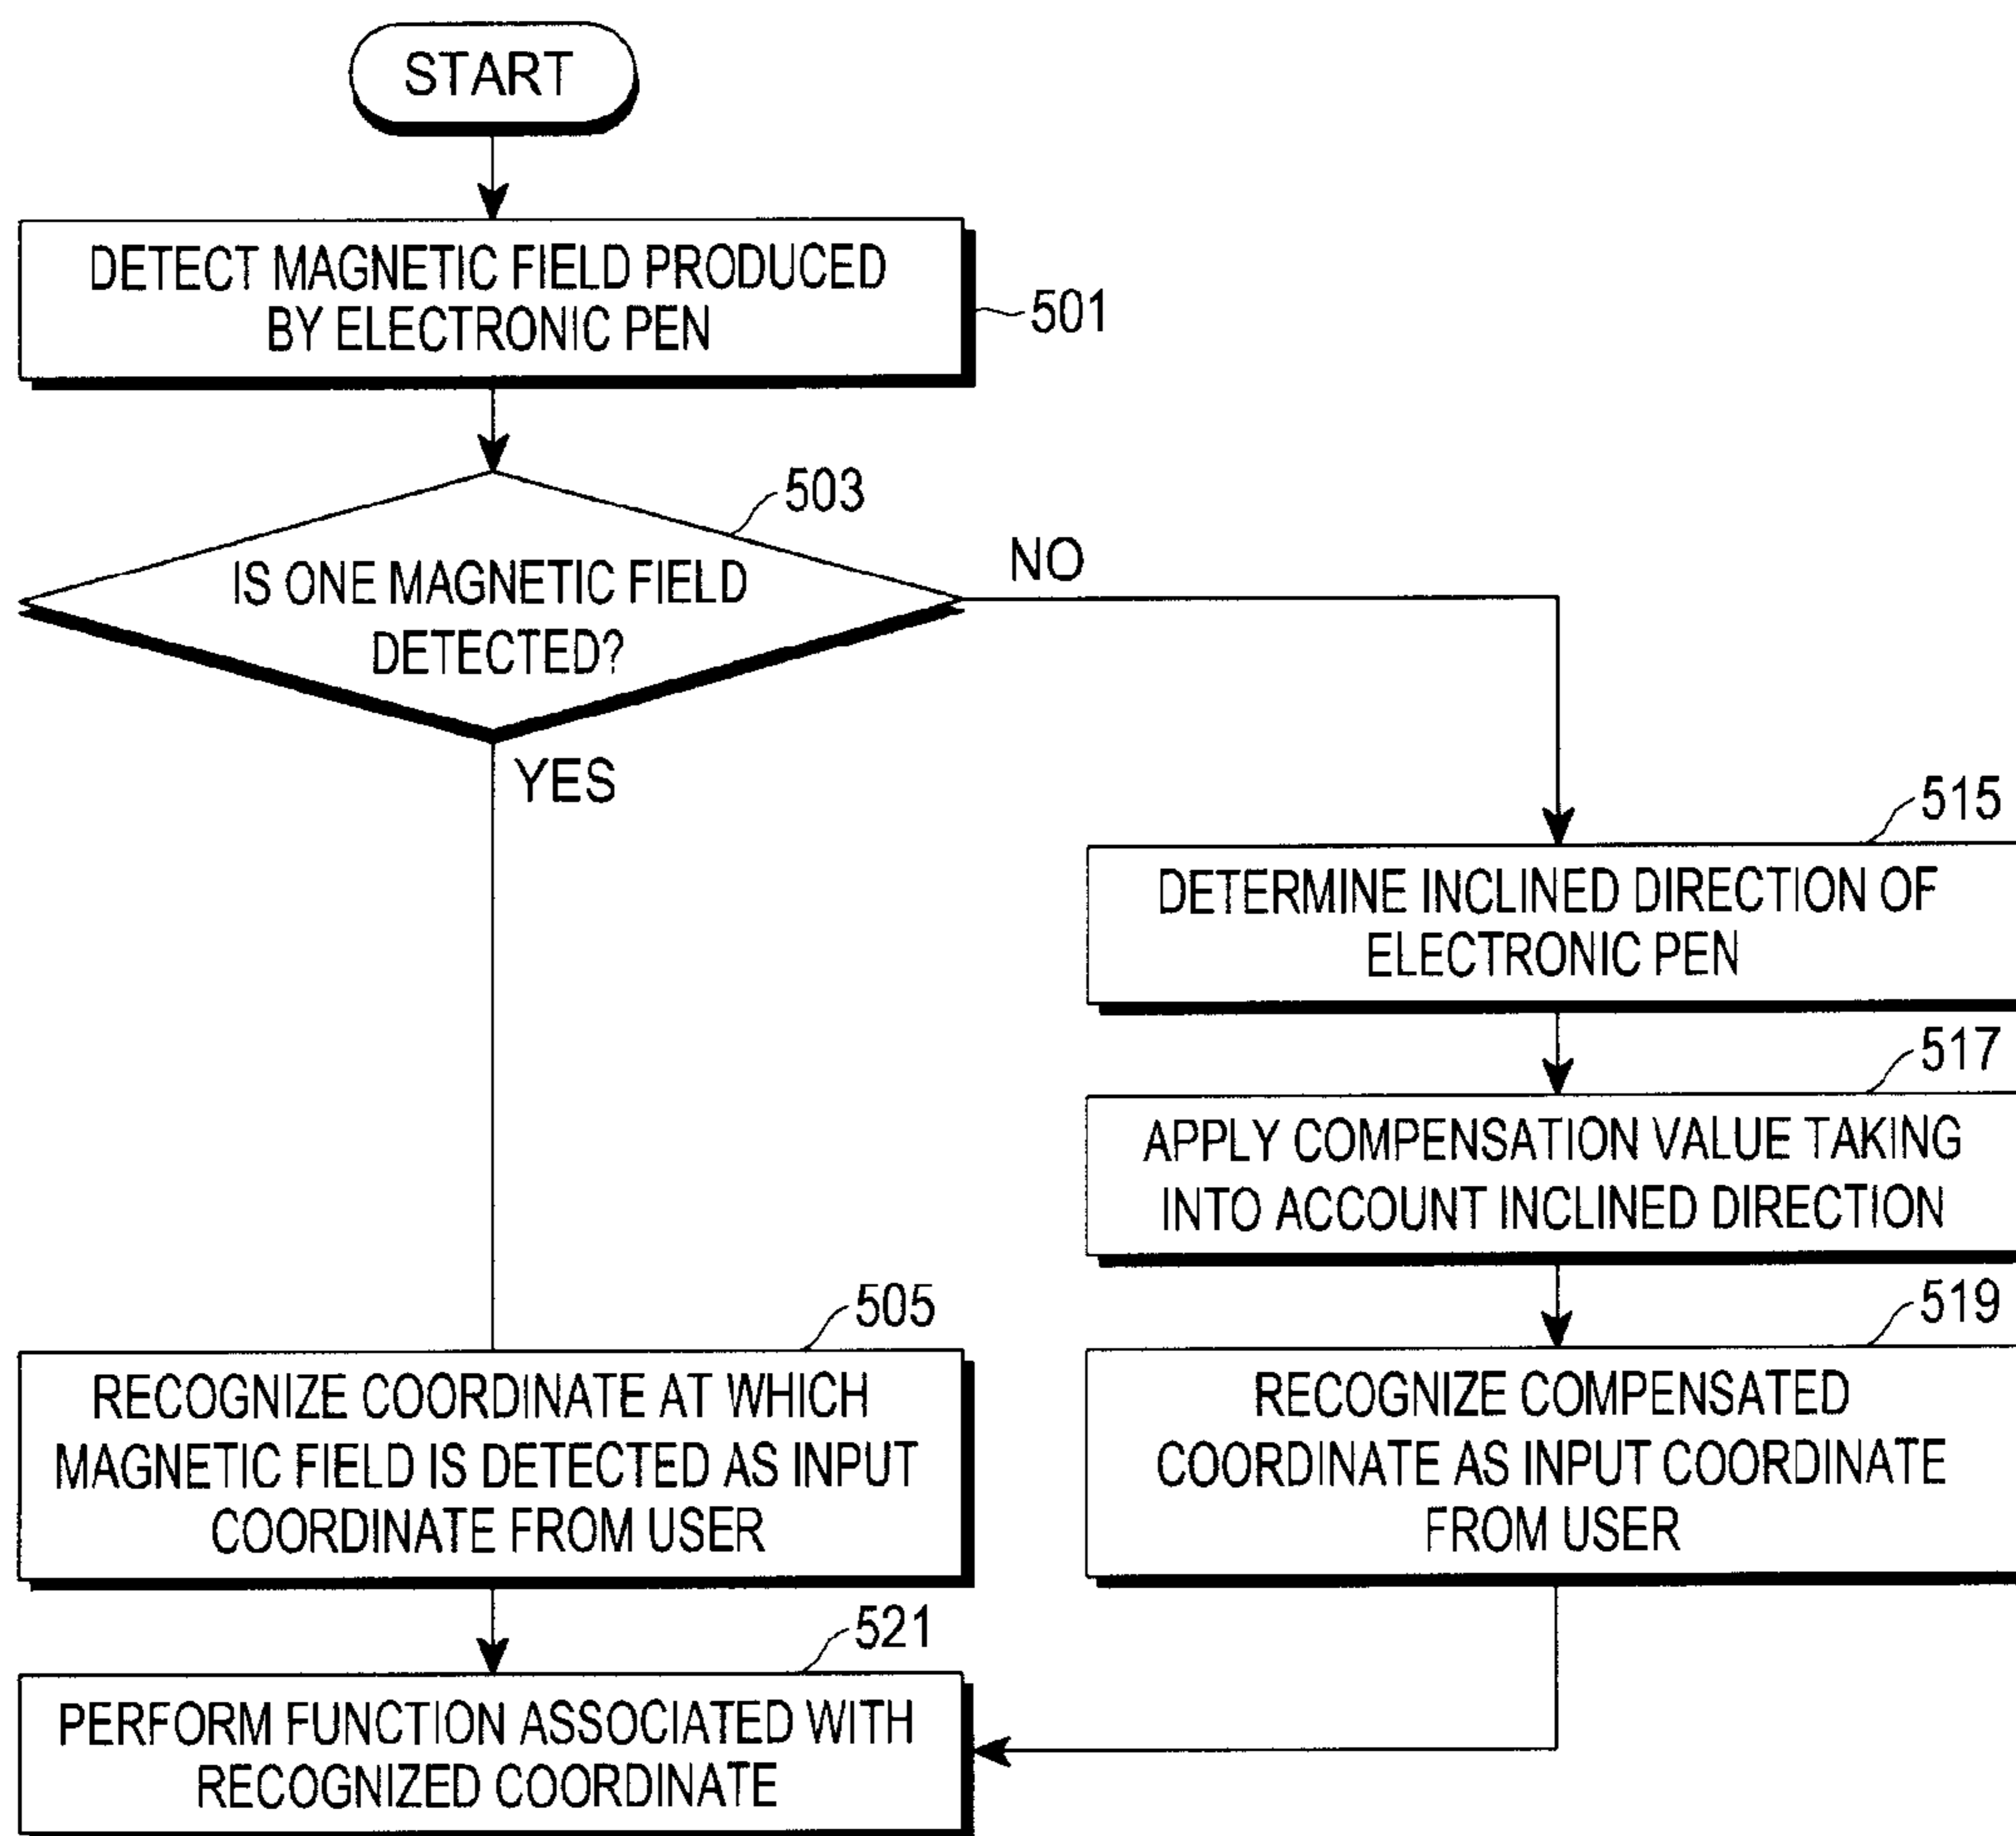 START
DETECT MAGNETIC FIELD PRODUCED
BY ELECTRONIC PEN
501
503
IS ONE MAGNETIC FIELD
DETECTED?
NO
YES
515
DETERMINE INCLINED DIRECTION OF
ELECTRONIC PEN
517
APPLY COMPENSATION VALUE TAKING
INTO ACCOUNT INCLINED DIRECTION
505
RECOGNIZE COORDINATE AT WHICH
MAGNETIC FIELD IS DETECTED AS INPUT
COORDINATE FROM USER
519
RECOGNIZE COMPENSATED
COORDINATE AS INPUT COORDINATE
FROM USER
521
PERFORM FUNCTION ASSOCIATED WITH
RECOGNIZED COORDINATE